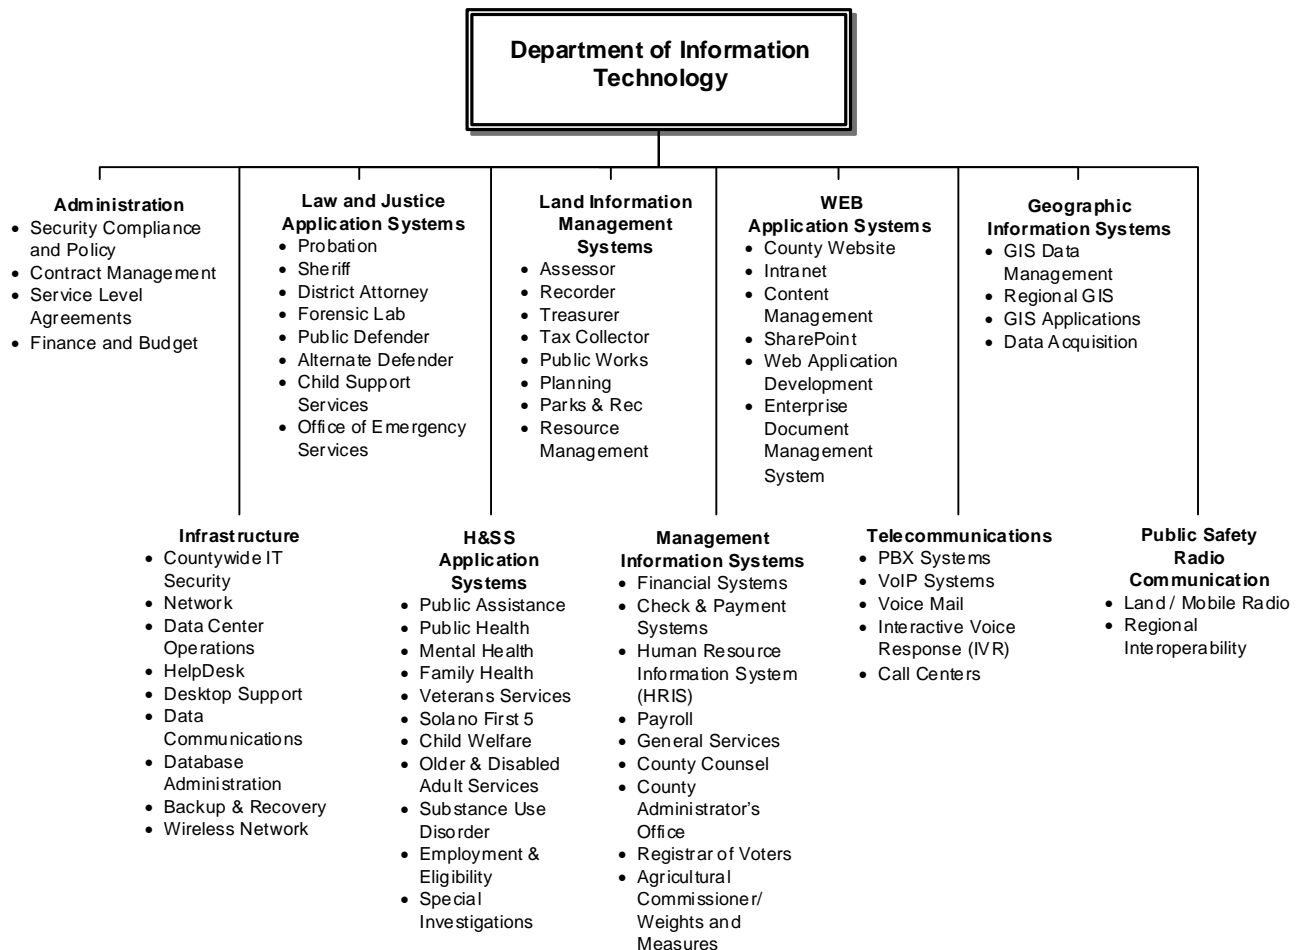 Department of Information
Technology
Administration
• Security Compliance
and Policy
• Contract Management
• Service Level
Agreements
• Finance and Budget
Law and Justice
Application Systems
• Probation
• Sheriff
• District Attorney
• Forensic Lab
• Public Defender
• Alternate Defender
• Child Support
Services
• Office of Emergency
Services
Land Information
Management
Systems
• Assessor
• Recorder
• Treasurer
• Tax Collector
• Public Works
• Planning
• Parks & Rec
• Resource
Management
WEB
Application Systems
• County Website
• Intranet
• Content
Management
• SharePoint
• Web Application
Development
• Enterprise
Document
Management
System
Geographic
Information Systems
• GIS Data
Management
• Regional GIS
• GIS Applications
• Data Acquisition
Infrastructure
• Countywide IT
Security
• Network
• Data Center
Operations
• HelpDesk
• Desktop Support
• Data
Communications
• Database
Administration
• Backup & Recovery
• Wireless Network
H&SS
Application
Systems
• Public Assistance
• Public Health
• Mental Health
• Family Health
• Veterans Services
• Solano First 5
• Child Welfare
• Older & Disabled
Adult Services
• Substance Use
Disorder
• Employment &
Eligibility
• Special
Investigations
Management
Information Systems
• Financial Systems
• Check & Payment
Systems
• Human Resource
Information System
(HRIS)
• Payroll
• General Services
• County Counsel
• County
Administrator's
Office
• Registrar of Voters
• Agricultural
Commissioner/
Weights and
Measures
Telecommunications
• PBX Systems
• VoIP Systems
• Voice Mail
• Interactive Voice
Response (IVR)
• Call Centers
Public Safety
Radio
Communication
• Land / Mobile Radio
• Regional
Interoperability